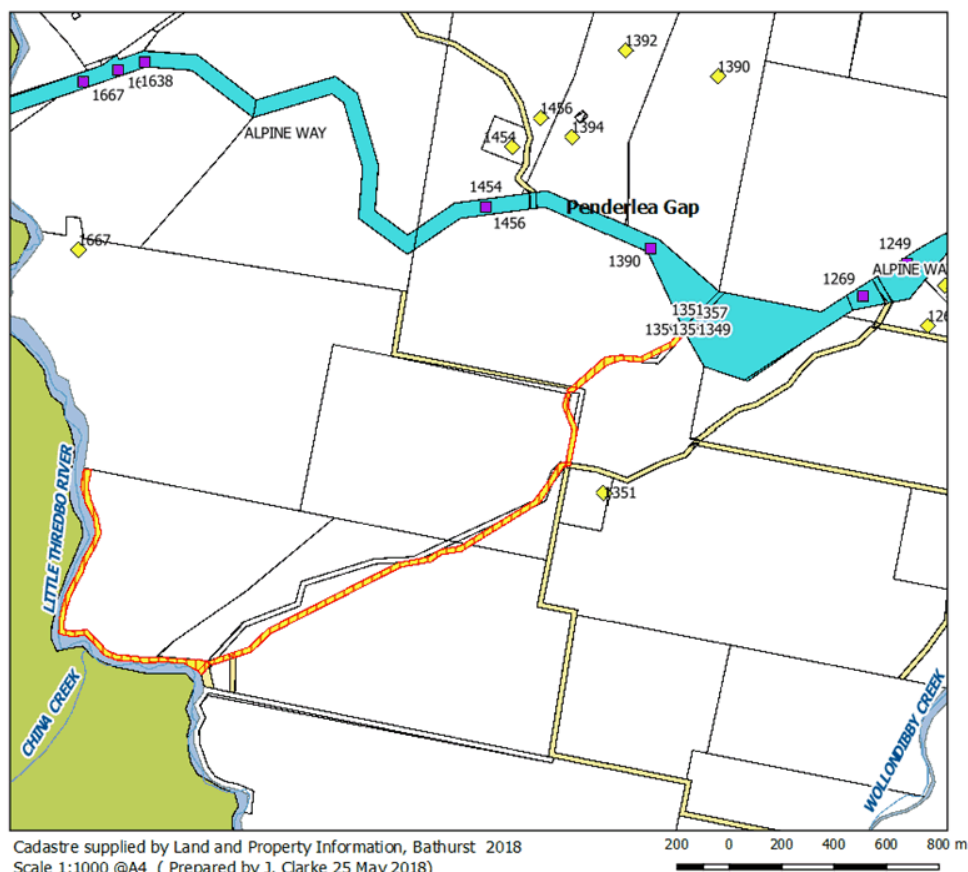 1392
1390
1667
1638
1456
1394
1454
ALPINE WAY
1454
1456
Penderlea Gap
1667
1390
1249
1269
ALPINE WA
1351
1357
1349
1351
LITTLE THREDBO RIVER
CHINA CREEK
WOLLONDIBBY CREEK
Cadastre supplied by Land and Property Information, Bathurst 2018
Scale 1:1000 @A4 ( Prepared by J. Clarke 25 May 2018)
200 0 200 400 600 800 m